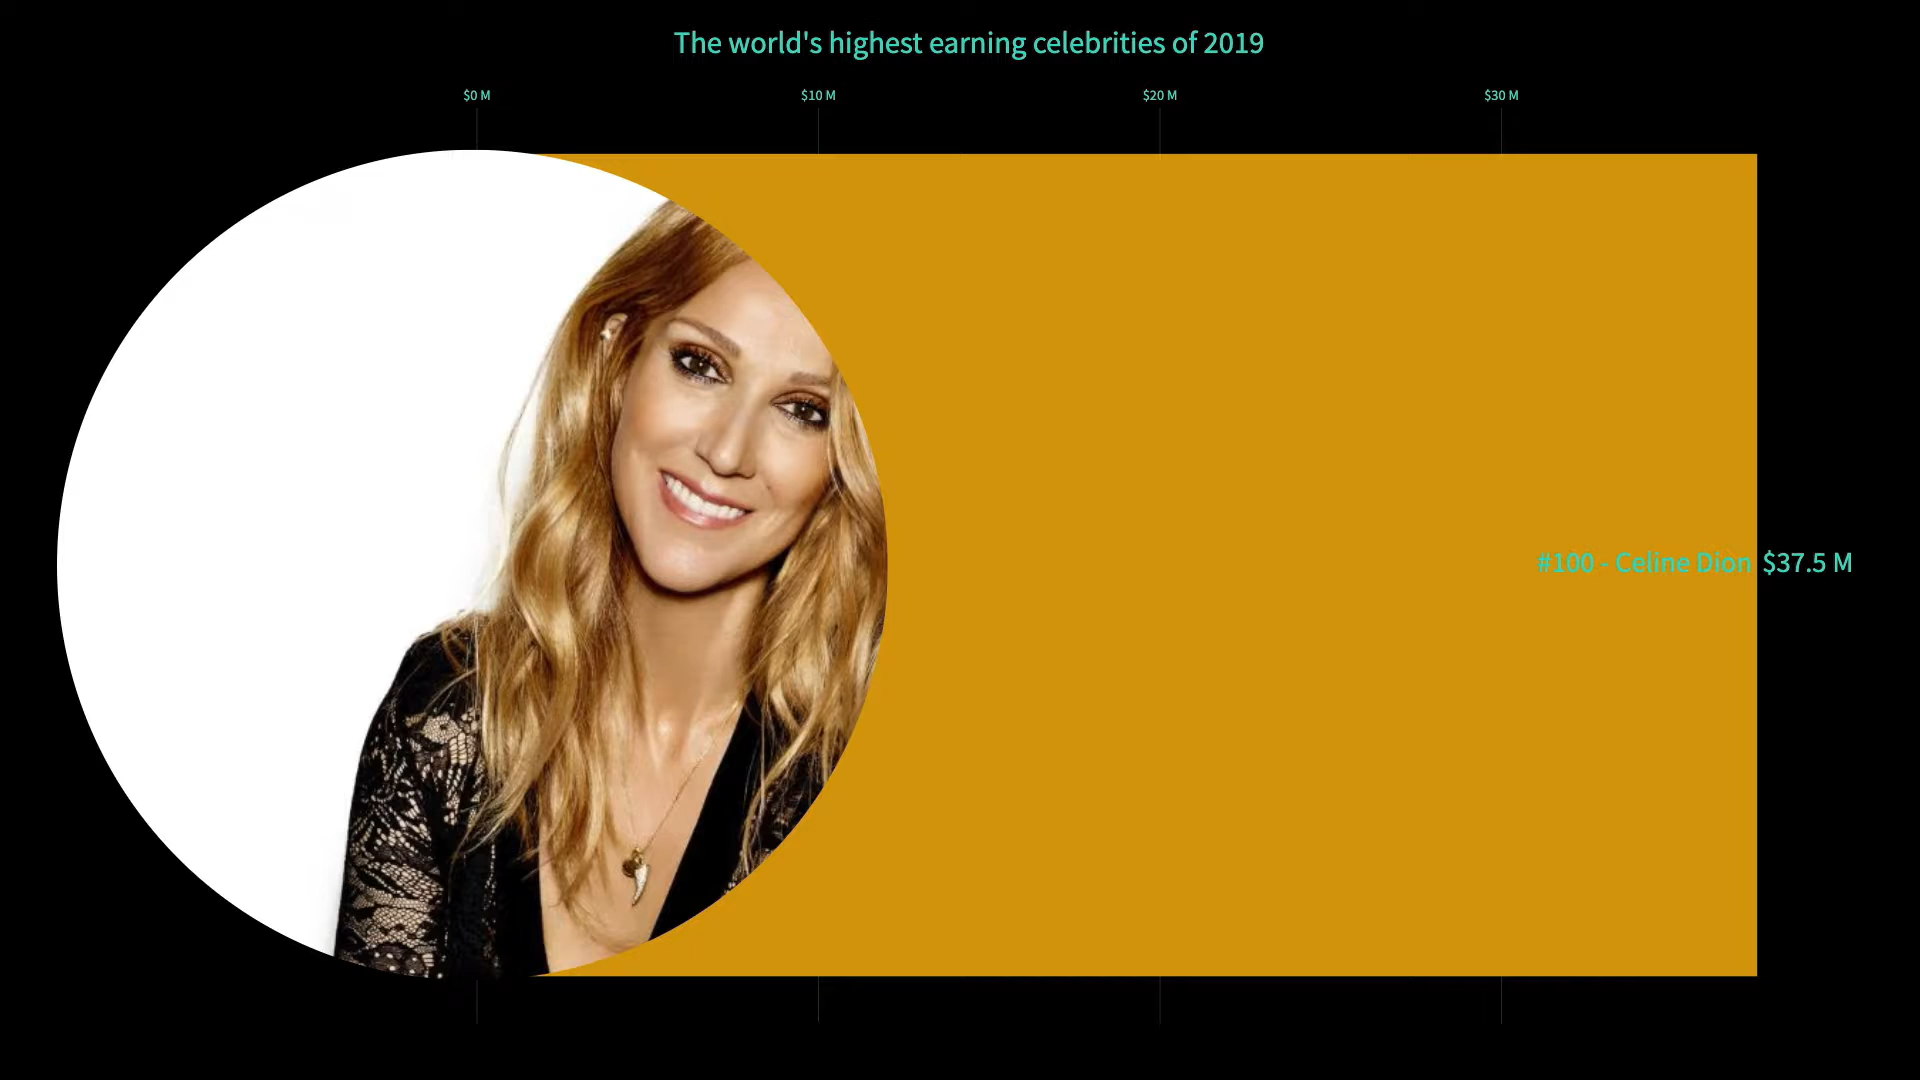 The world's highest earning celebrities of 2019
$0 M $10 M $20 M $30 M
#100 - Celine Dion $37.5 M